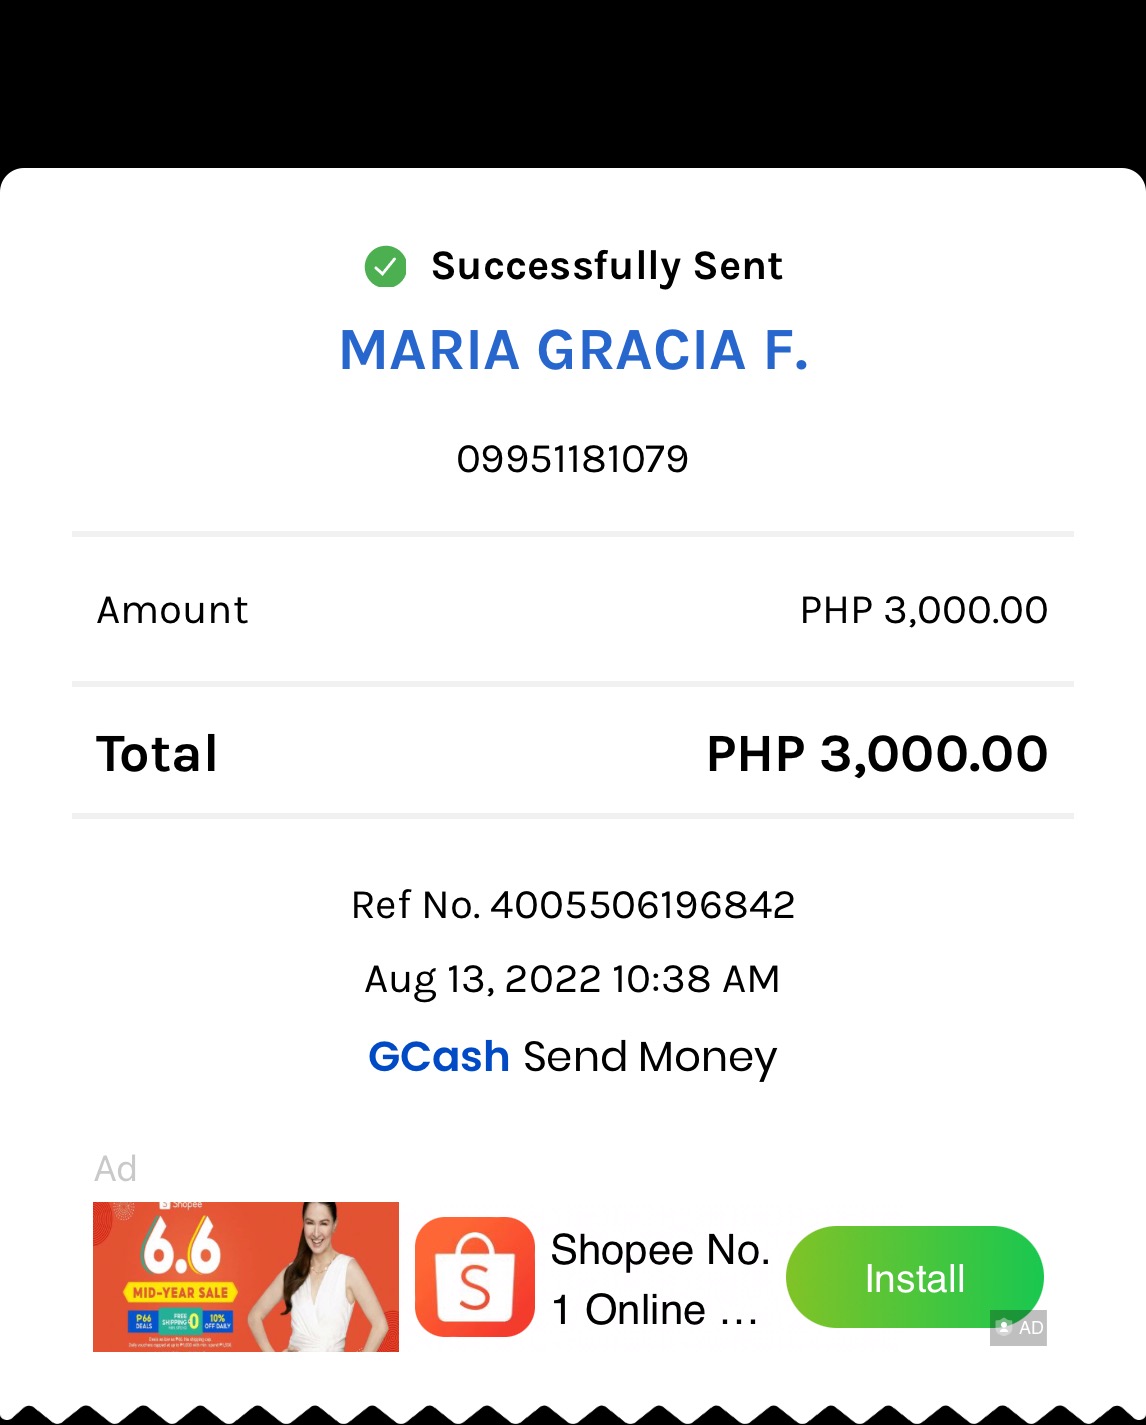 Successfully Sent
MARIA GRACIA F.
09951181079
Amount PHP 3,000.00
Total PHP 3,000.00
Ref No. 4005506196842
Aug 13, 2022 10:38 AM
GCash Send Money
Ad
Shopee
6.6
MID-YEAR SALE
₱66 DEALS
FREE SHIPPING 0
10% OFF DAILY
S
Shopee No.
1 Online ...
Install
AD